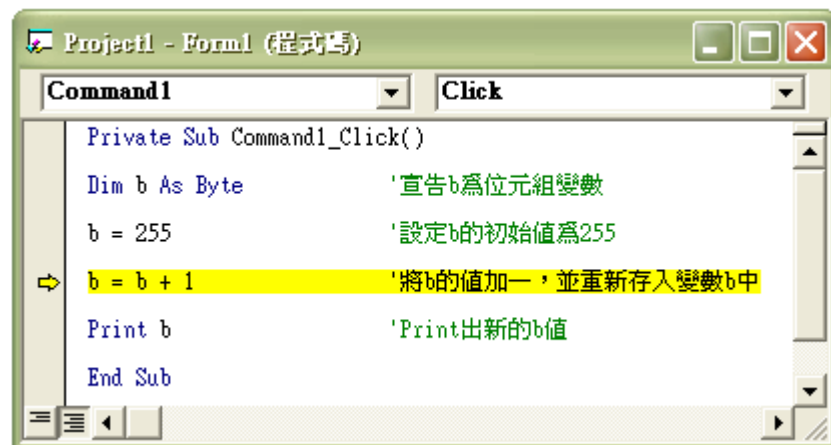 Project1 - Form1 (程式碼)
Command1 Click
Private Sub Command1_Click()
Dim b As Byte '宣告b爲位元組變數
b = 255 '設定b的初始值爲255
b = b + 1 '將b的值加一，並重新存入變數b中
Print b 'Print出新的b值
End Sub